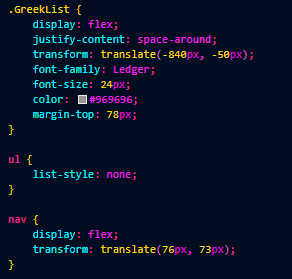 .GreekList {
    display: flex;
    justify-content: space-around;
    transform: translate(-840px, -50px);
    font-family: Ledger;
    font-size: 24px;
    color: #969696;
    margin-top: 78px;
}
ul {
    list-style: none;
}
nav {
    display: flex;
    transform: translate(76px, 73px);
}